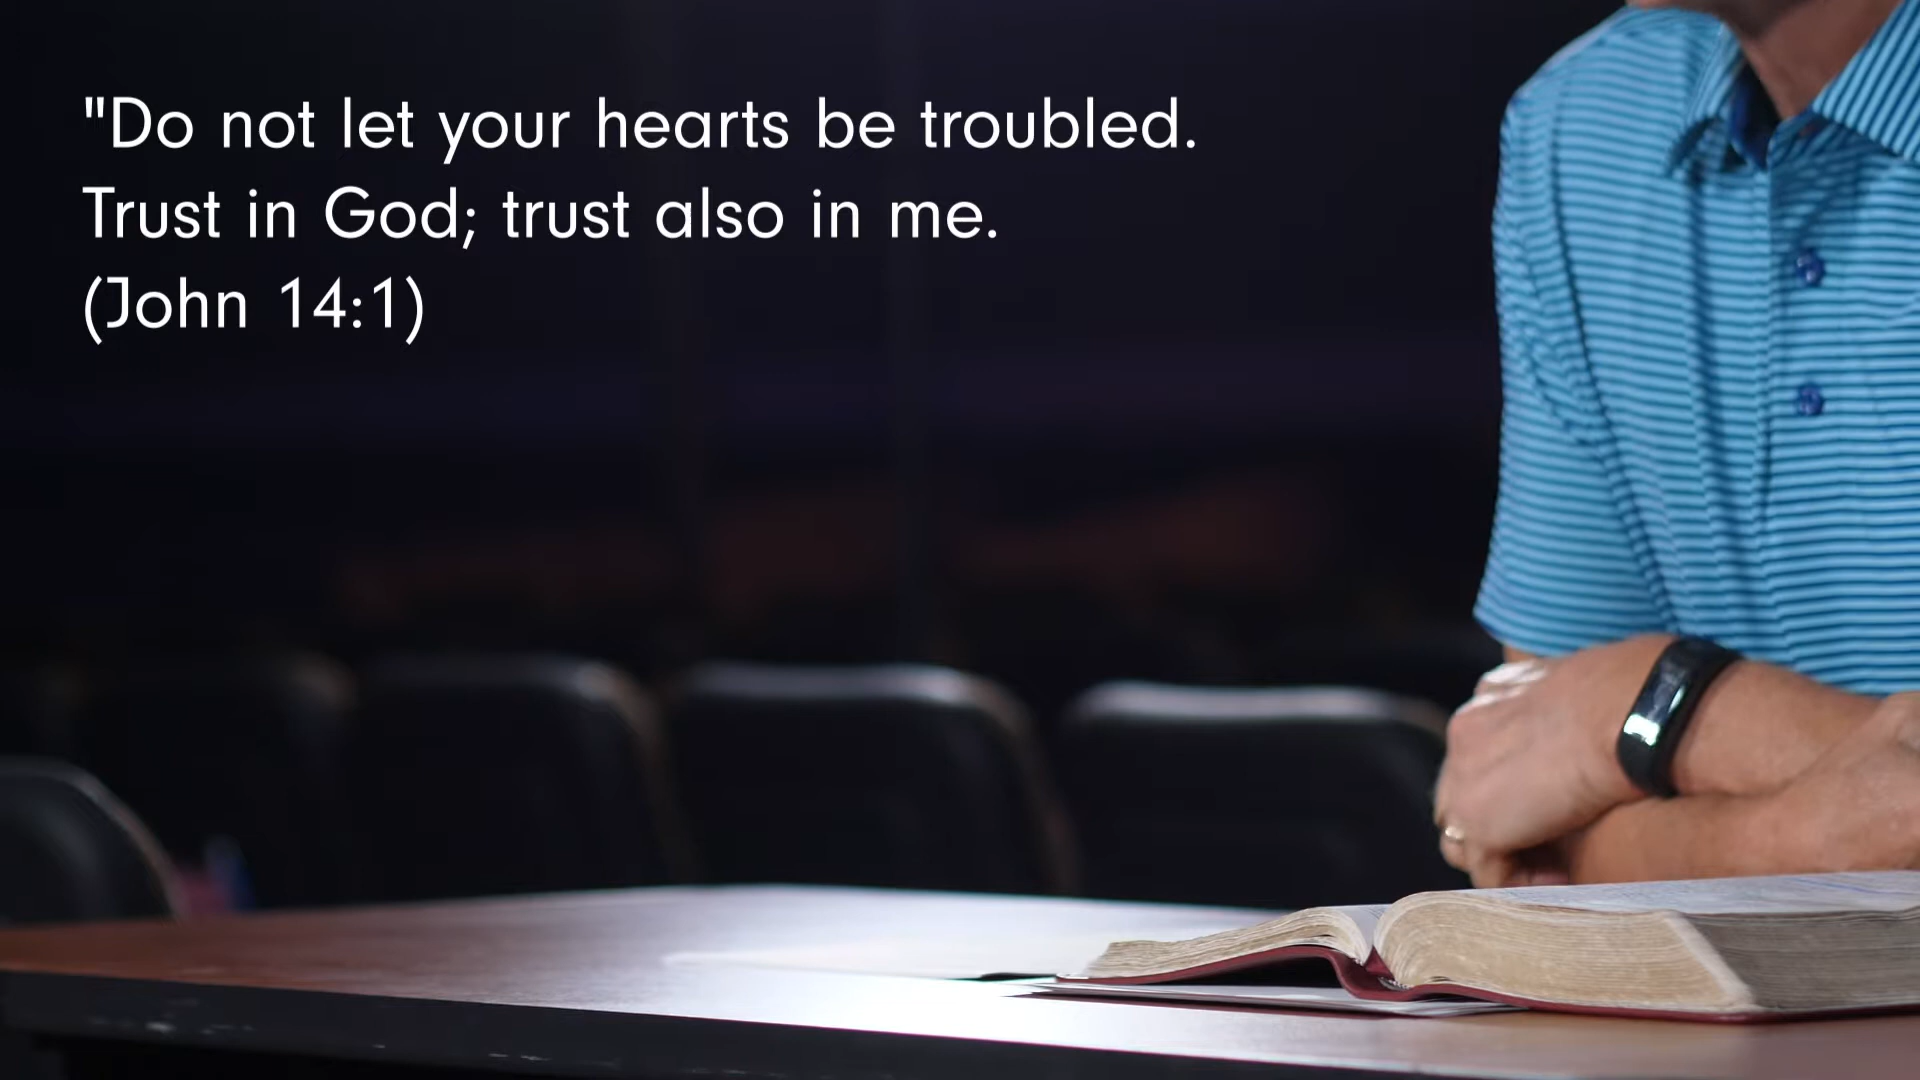 "Do not let your hearts be troubled.
Trust in God; trust also in me.
(John 14:1)